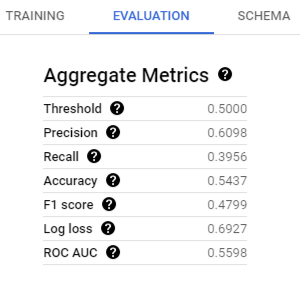 TRAINING EVALUATION SCHEMA
Aggregate Metrics ?
Threshold ? 0.5000
Precision ? 0.6098
Recall ? 0.3956
Accuracy ? 0.5437
F1 score ? 0.4799
Log loss ? 0.6927
ROC AUC ? 0.5598